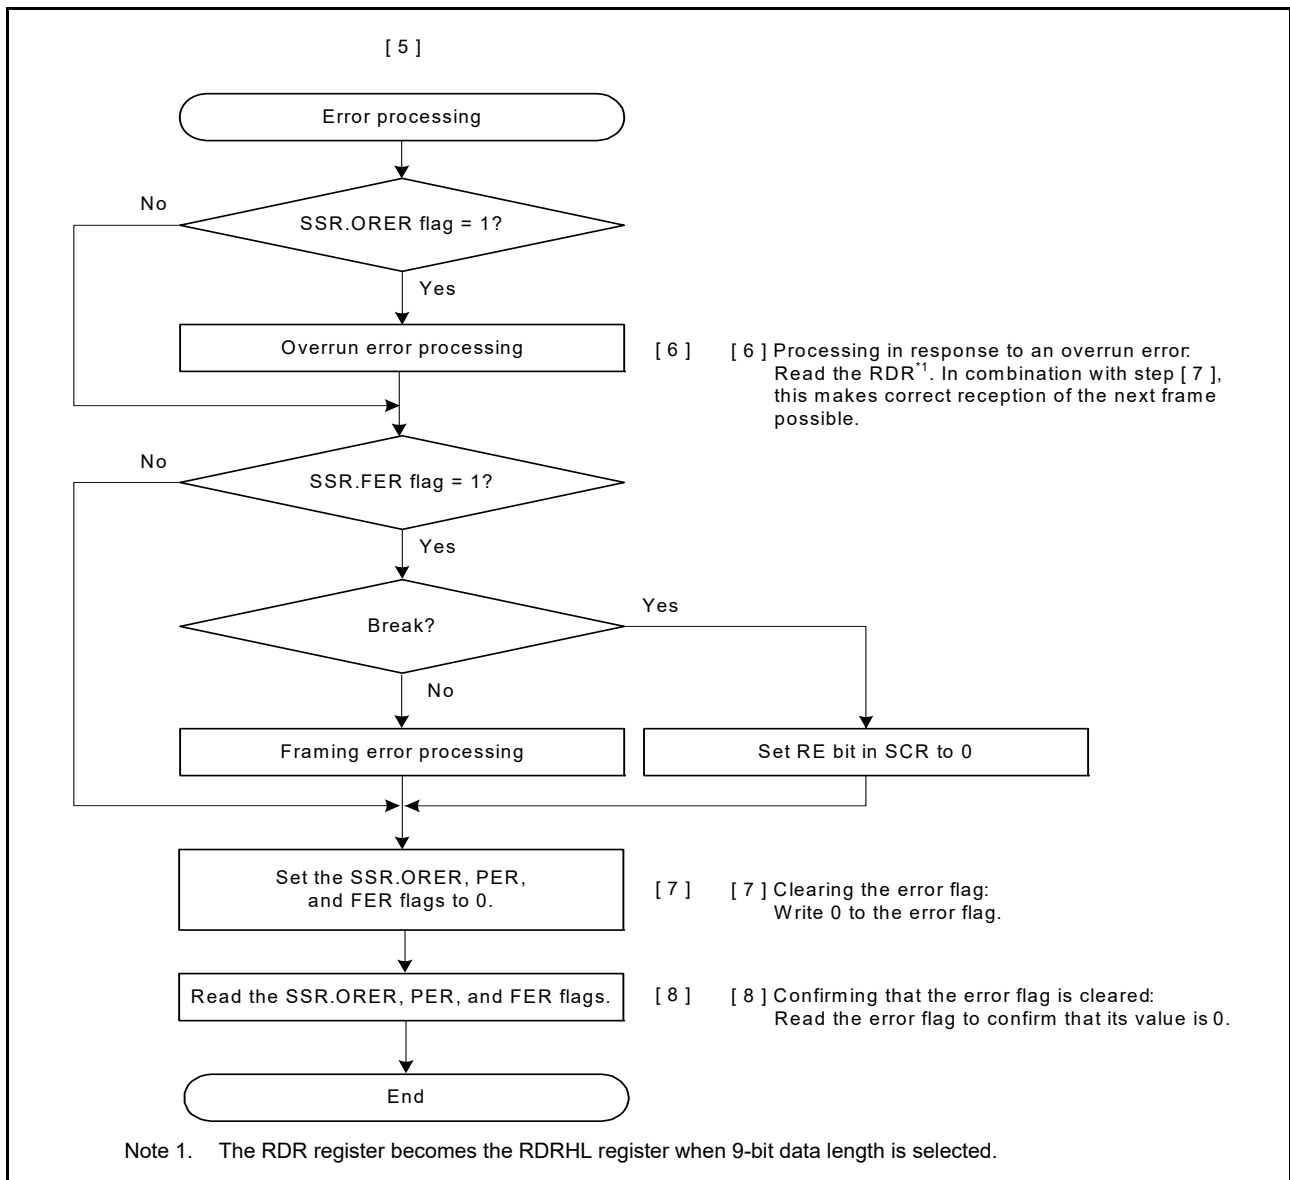 [ 5 ]
Error processing
No
SSR.ORER flag = 1?
Yes
Overrun error processing
[ 6 ]
[ 6 ] Processing in response to an overrun error:
Read the RDR*1. In combination with step [ 7 ],
this makes correct reception of the next frame
possible.
No
SSR.FER flag = 1?
Yes
Break?
Yes
No
Framing error processing
Set RE bit in SCR to 0
Set the SSR.ORER, PER,
and FER flags to 0.
[ 7 ]
[ 7 ] Clearing the error flag:
Write 0 to the error flag.
Read the SSR.ORER, PER, and FER flags.
[ 8 ]
[ 8 ] Confirming that the error flag is cleared:
Read the error flag to confirm that its value is 0.
End
Note 1. The RDR register becomes the RDRHL register when 9-bit data length is selected.